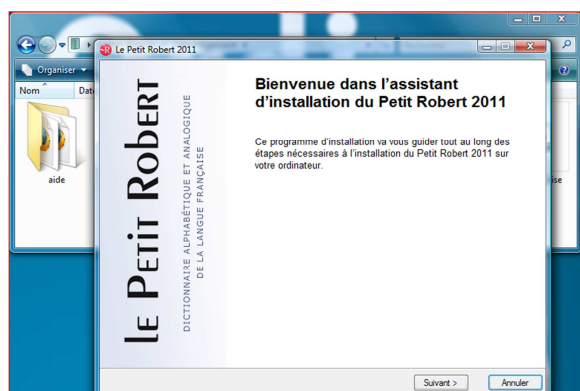 Le Petit Robert 2011
Organiser
Nom
Dat
aide
ise
LE PETIT ROBERT
DICTIONNAIRE ALPHABÉTIQUE ET ANALOGIQUE
DE LA LANGUE FRANÇAISE
Bienvenue dans l'assistant
d'installation du Petit Robert 2011
Ce programme d'installation va vous guider tout au long des
étapes nécessaires à l'installation du Petit Robert 2011 sur
votre ordinateur.
Suivant >
Annuler